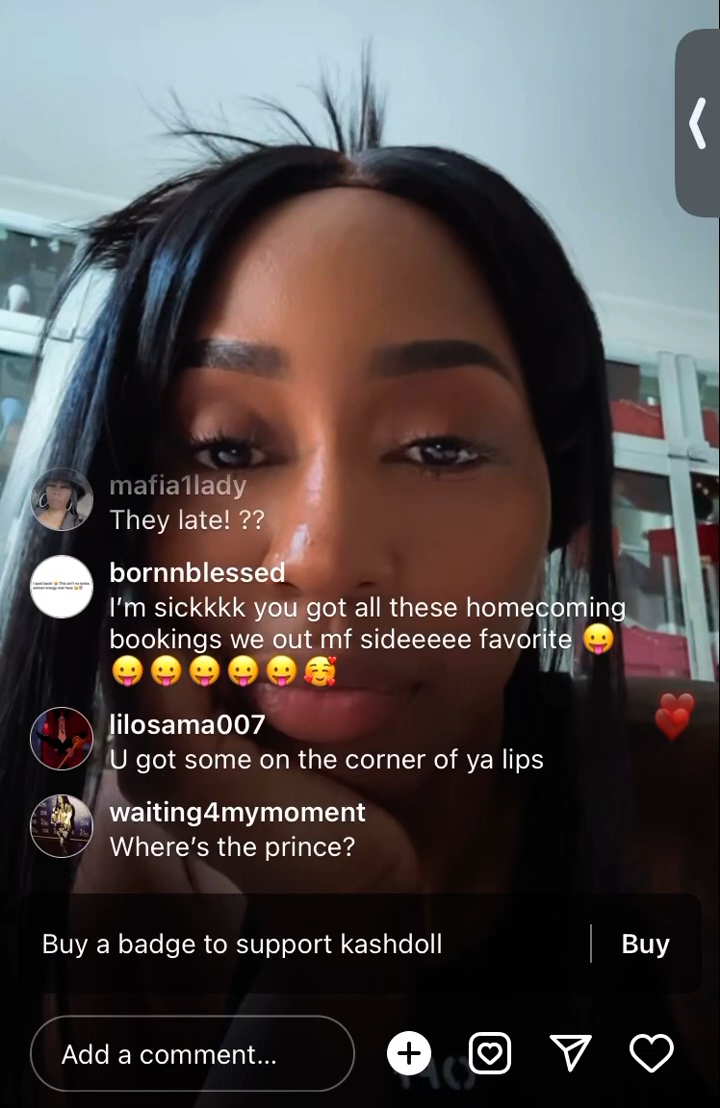 mafia1lady
They late! ??
bornnblessed
I'm sickkkk you got all these homecoming
bookings we out mf sideeeee favorite 😛
😛😛😛😛😛🥰
lilosama007
U got some on the corner of ya lips
waiting4mymoment
Where's the prince?
Buy a badge to support kashdoll
Buy
Add a comment...